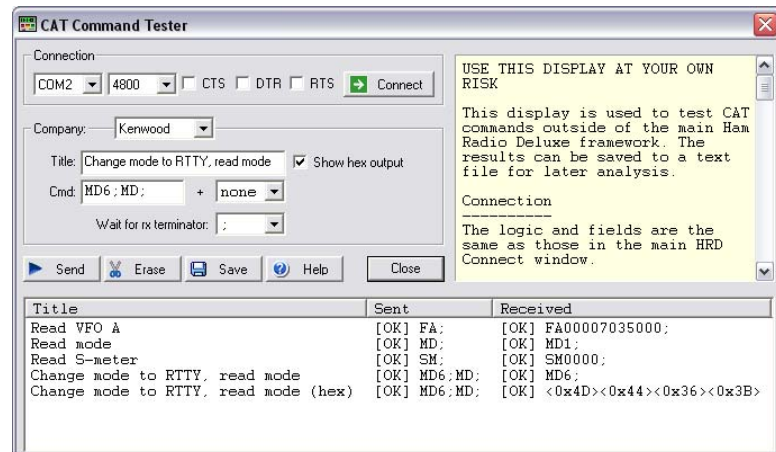 CAT Command Tester
Connection
COM2 4800 CTS DTR RTS Connect
Company: Kenwood
Title: Change mode to RTTY, read mode Show hex output
Cmd: MD6;MD; + none
Wait for rx terminator: ;
Send Erase Save Help Close
USE THIS DISPLAY AT YOUR OWN
RISK
This display is used to test CAT
commands outside of the main Ham
Radio Deluxe framework. The
results can be saved to a text
file for later analysis.
Connection
----------
The logic and fields are the
same as those in the main HRD
Connect window.
Title Sent Received
Read VFO A [OK] FA; [OK] FA00007035000;
Read mode [OK] MD; [OK] MD1;
Read S-meter [OK] SM; [OK] SM0000;
Change mode to RTTY, read mode [OK] MD6;MD; [OK] MD6;
Change mode to RTTY, read mode (hex) [OK] MD6;MD; [OK] <0x4D><0x44><0x36><0x3B>